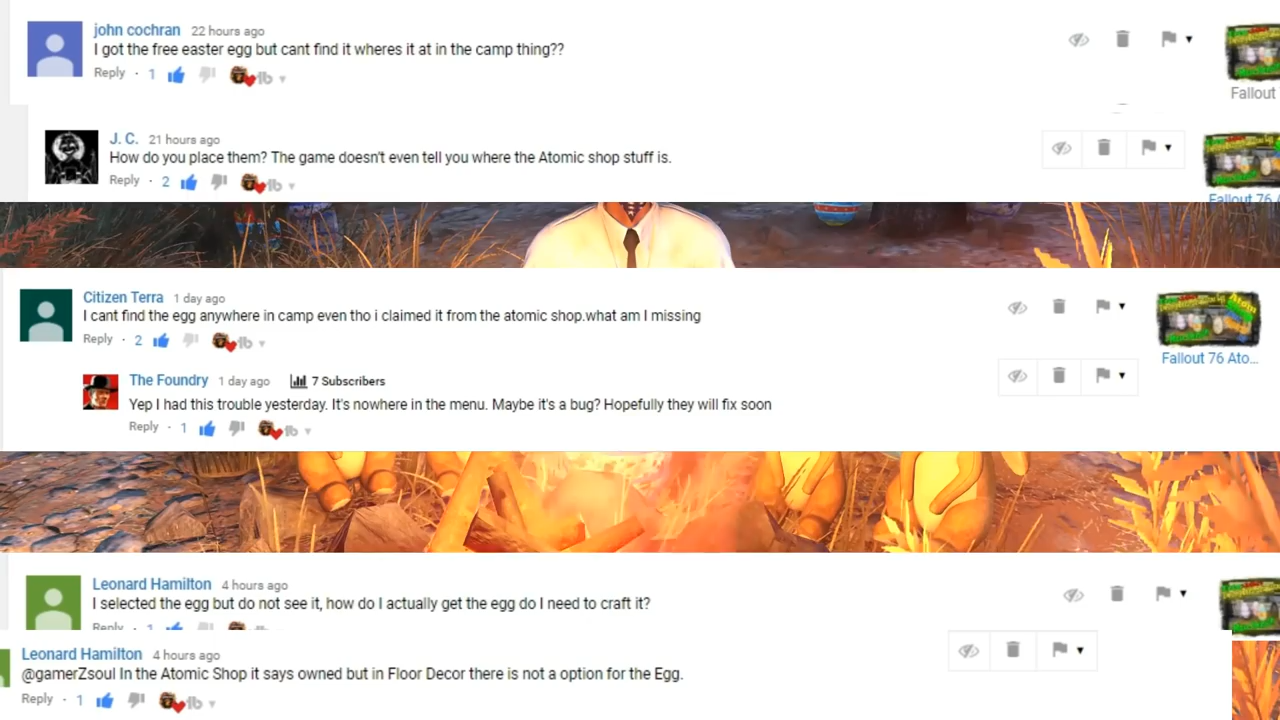 john cochran 22 hours ago
I got the free easter egg but cant find it wheres it at in the camp thing??
Reply · 1
Fallout
J. C. 21 hours ago
How do you place them? The game doesn't even tell you where the Atomic shop stuff is.
Reply · 2
Fallout 76
Citizen Terra 1 day ago
I cant find the egg anywhere in camp even tho i claimed it from the atomic shop.what am I missing
Reply · 2
Fallout 76 Ato...
The Foundry 1 day ago 7 Subscribers
Yep I had this trouble yesterday. It's nowhere in the menu. Maybe it's a bug? Hopefully they will fix soon
Reply · 1
Leonard Hamilton 4 hours ago
I selected the egg but do not see it, how do I actually get the egg do I need to craft it?
Reply · 1
Leonard Hamilton 4 hours ago
@gamerZsoul In the Atomic Shop it says owned but in Floor Decor there is not a option for the Egg.
Reply · 1